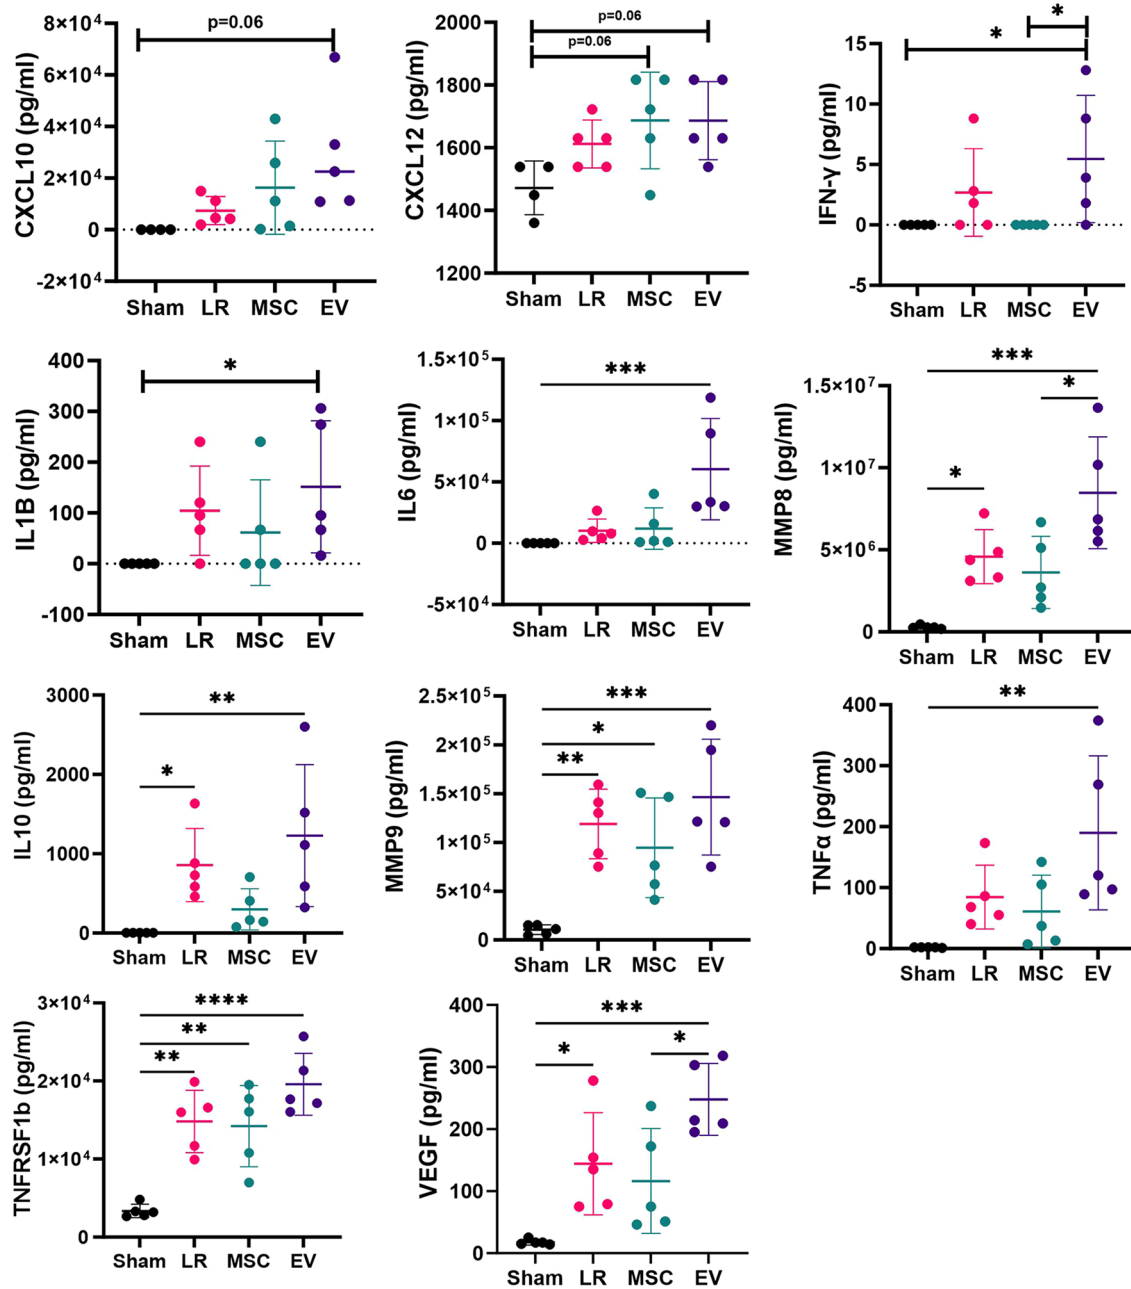 CXCL10 (pg/ml)
8×10⁴
6×10⁴
4×10⁴
2×10⁴
0
-2×10⁴
p=0.06
Sham LR MSC EV
CXCL12 (pg/ml)
2000
1800
1600
1400
1200
p=0.06
p=0.06
Sham LR MSC EV
IFN-γ (pg/ml)
15
10
5
0
-5
*
*
Sham LR MSC EV
IL1B (pg/ml)
400
300
200
100
0
-100
*
Sham LR MSC EV
IL6 (pg/ml)
1.5×10⁵
1×10⁵
5×10⁴
0
-5×10⁴
***
Sham LR MSC EV
MMP8 (pg/ml)
1.5×10⁷
1×10⁷
5×10⁶
0
***
*
*
Sham LR MSC EV
IL10 (pg/ml)
3000
2000
1000
0
**
*
Sham LR MSC EV
MMP9 (pg/ml)
2.5×10⁵
2×10⁵
1.5×10⁵
1×10⁵
5×10⁴
0
***
*
**
Sham LR MSC EV
TNFα (pg/ml)
400
300
200
100
0
**
Sham LR MSC EV
TNFRSF1b (pg/ml)
3×10⁴
2×10⁴
1×10⁴
0
****
**
**
Sham LR MSC EV
VEGF (pg/ml)
400
300
200
100
0
***
*
*
Sham LR MSC EV